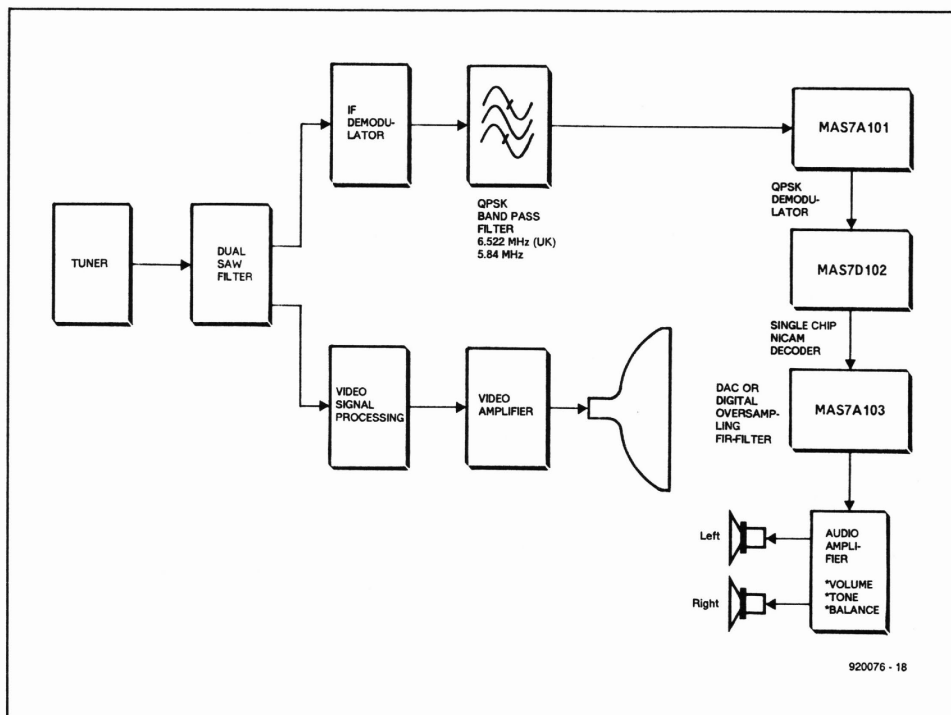 IF
DEMODU-
LATOR
MAS7A101
QPSK
BAND PASS
FILTER
6.522 MHz (UK)
5.84 MHz
QPSK
DEMODU-
LATOR
TUNER
DUAL
SAW
FILTER
MAS7D102
SINGLE CHIP
NICAM
DECODER
VIDEO
SIGNAL
PROCESSING
VIDEO
AMPLIFIER
DAC OR
DIGITAL
OVERSAMP-
LING
FIR-FILTER
MAS7A103
Left
Right
AUDIO
AMPLI-
FIER
*VOLUME
*TONE
*BALANCE
920076 - 18